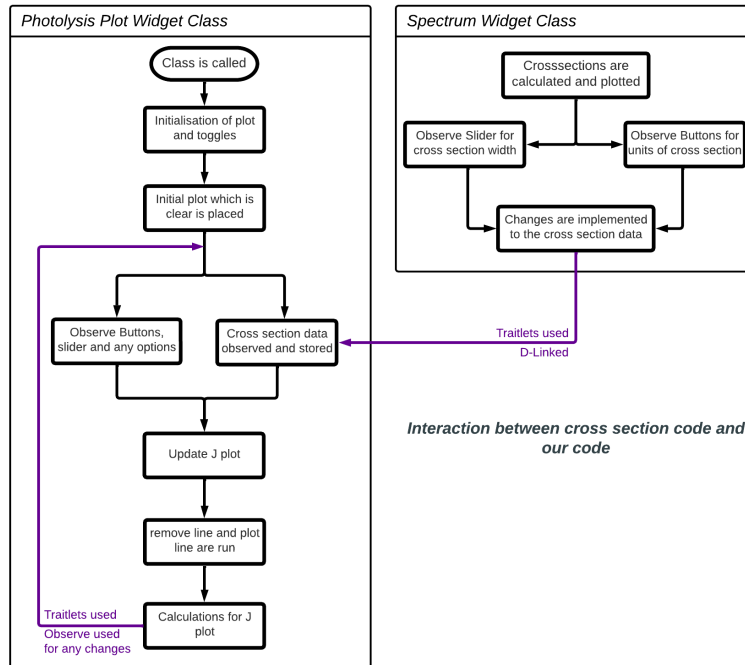 Photolysis Plot Widget Class
Class is called
Initialisation of plot
and toggles
Initial plot which is
clear is placed
Observe Buttons,
slider and any options
Cross section data
observed and stored
Update J plot
remove line and plot
line are run
Calculations for J
plot
Traitlets used
Observe used
for any changes
Spectrum Widget Class
Crosssections are
calculated and plotted
Observe Slider for
cross section width
Observe Buttons for
units of cross section
Changes are implemented
to the cross section data
Traitlets used
D-Linked
Interaction between cross section code and
our code